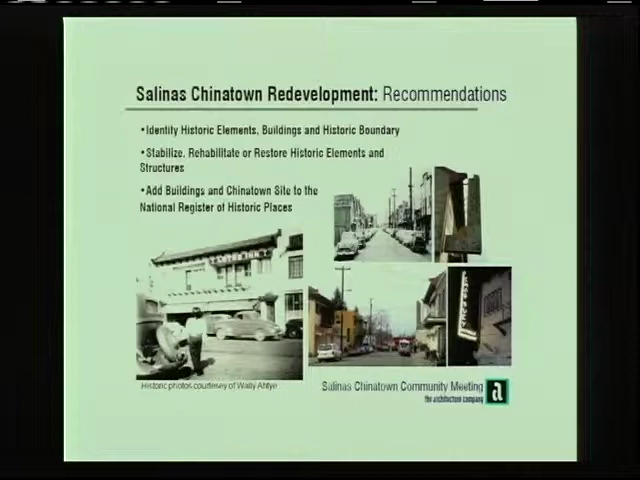 Salinas Chinatown Redevelopment: Recommendations
•Identify Historic Elements, Buildings and Historic Boundary
•Stabilize, Rehabilitate or Restore Historic Elements and
Structures
•Add Buildings and Chinatown Site to the
National Register of Historic Places
Historic photos courtesey of Wally Ahtye
Salinas Chinatown Community Meeting
the architecture company
a